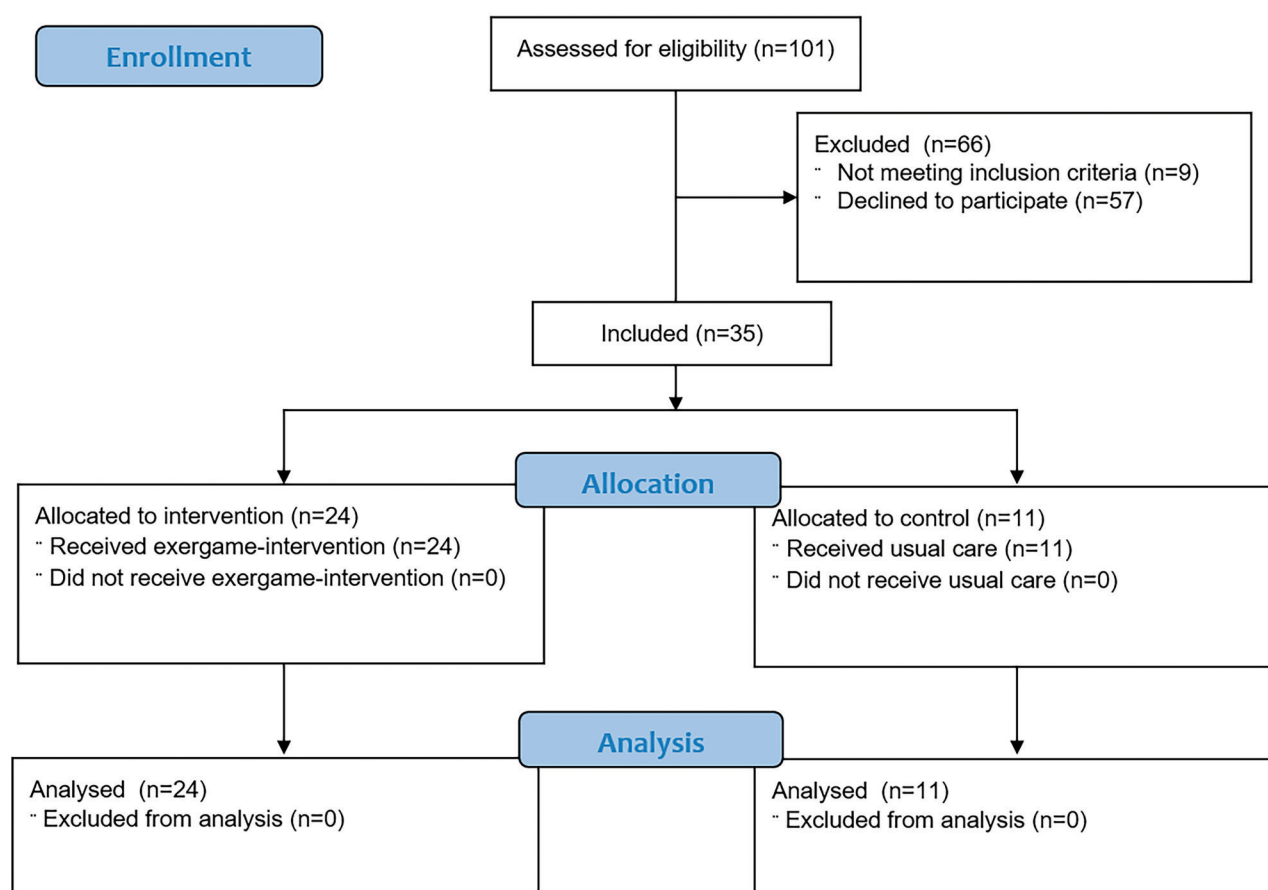 Enrollment
Assessed for eligibility (n=101)
Excluded  (n=66)
¨ Not meeting inclusion criteria (n=9)
¨ Declined to participate (n=57)
Included (n=35)
Allocation
Allocated to intervention (n=24)
¨ Received exergame-intervention (n=24)
¨ Did not receive exergame-intervention (n=0)
Allocated to control (n=11)
¨ Received usual care (n=11)
¨ Did not receive usual care (n=0)
Analysis
Analysed  (n=24)
¨ Excluded from analysis (n=0)
Analysed  (n=11)
¨ Excluded from analysis (n=0)